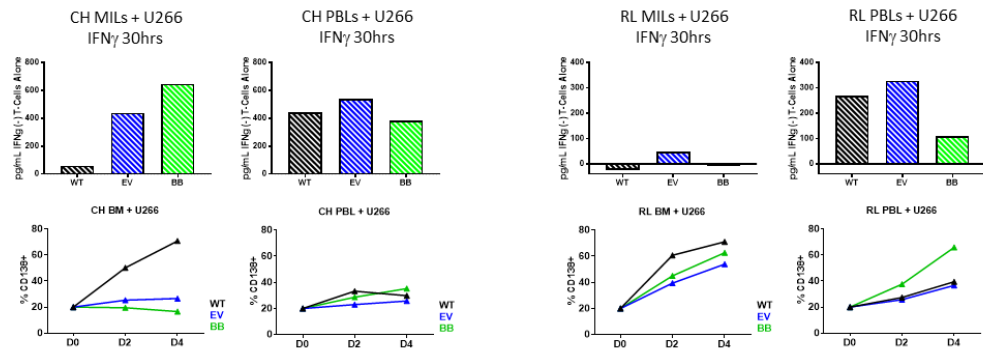 CH MILs + U266
IFNγ 30hrs
CH PBLs + U266
IFNγ 30hrs
RL MILs + U266
IFNγ 30hrs
RL PBLs + U266
IFNγ 30hrs
pg/mL IFNg (-) T-Cells Alone
800
600
400
200
0
WT EV BB
pg/mL IFNg (-) T-Cells Alone
800
600
400
200
0
WT EV BB
pg/mL IFNg (-) T-Cells Alone
400
300
200
100
0
WT EV BB
pg/mL IFNg (-) T-Cells Alone
400
300
200
100
0
WT EV BB
CH BM + U266
% CD138+
80
60
40
20
0
D0 D2 D4
WT
EV
BB
CH PBL + U266
% CD138+
80
60
40
20
0
D0 D2 D4
RL BM + U266
% CD138+
80
60
40
20
0
D0 D2 D4
WT
EV
BB
RL PBL + U266
% CD138+
80
60
40
20
0
D0 D2 D4